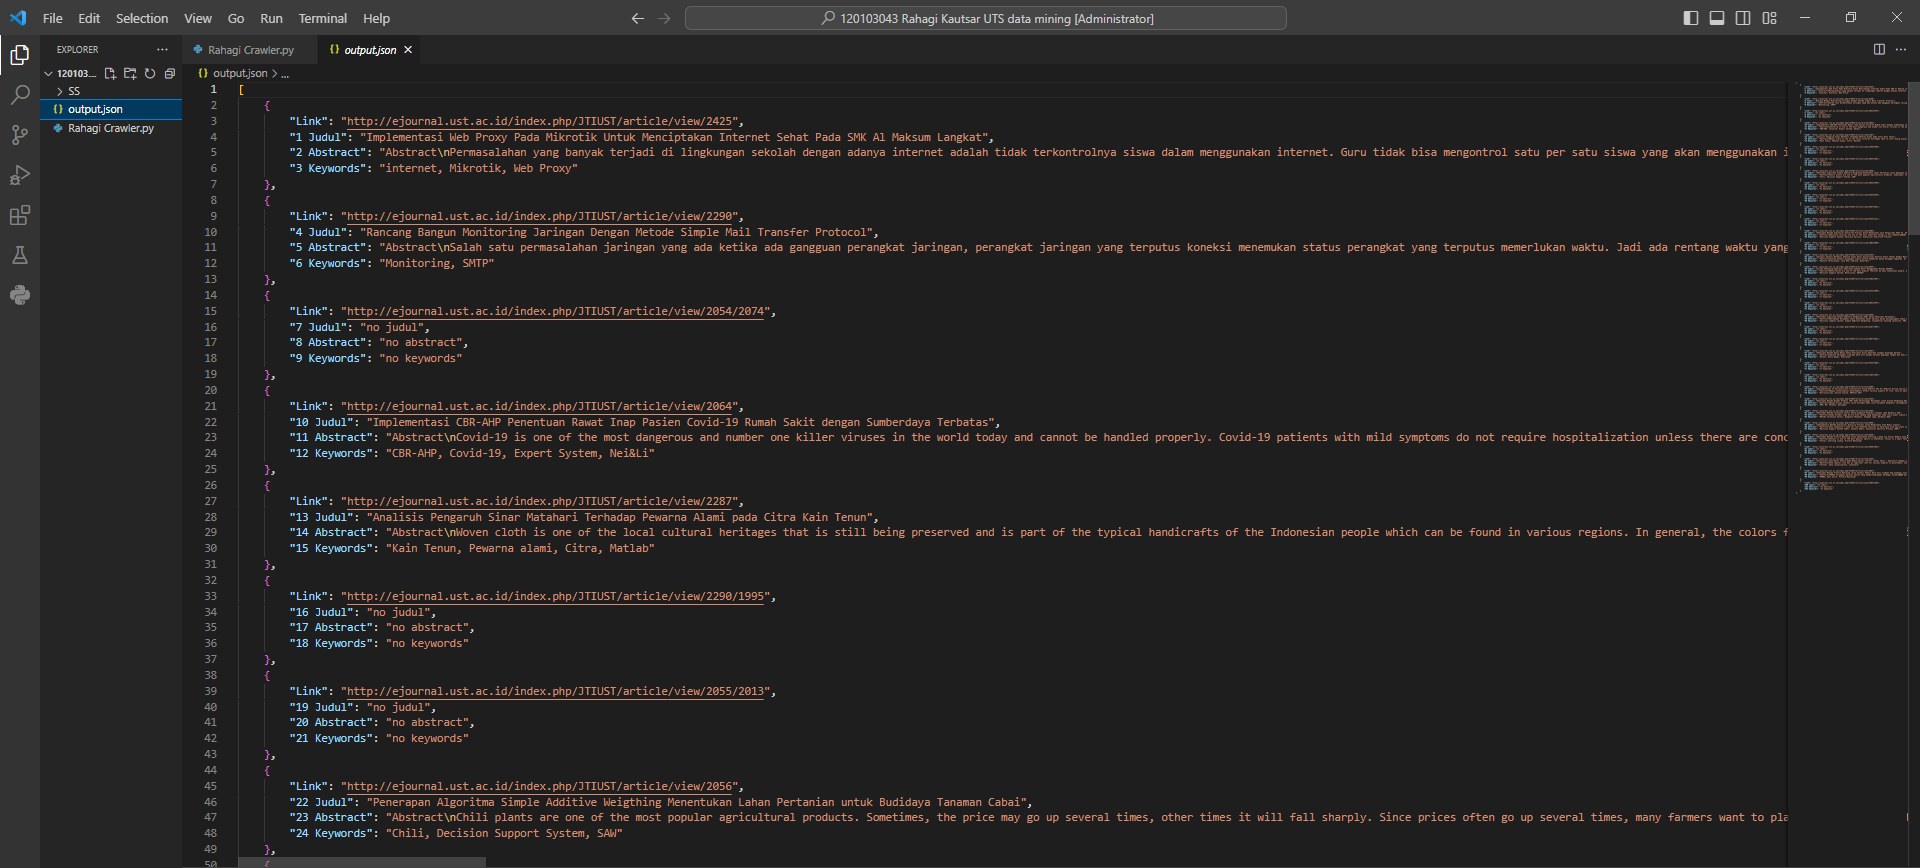 File Edit Selection View Go Run Terminal Help
120103043 Rahagi Kautsar UTS data mining [Administrator]
EXPLORER
120103...
SS
output.json
Rahagi Crawler.py
Rahagi Crawler.py output.json
output.json > ...
1 [
2 {
3 "Link": "http://ejournal.ust.ac.id/index.php/JTIUST/article/view/2425",
4 "1 Judul": "Implementasi Web Proxy Pada Mikrotik Untuk Menciptakan Internet Sehat Pada SMK Al Maksum Langkat",
5 "2 Abstract": "Abstract\nPermasalahan yang banyak terjadi di lingkungan sekolah dengan adanya internet adalah tidak terkontrolnya siswa dalam menggunakan internet. Guru tidak bisa mengontrol satu per satu siswa yang akan menggunakan i
6 "3 Keywords": "internet, Mikrotik, Web Proxy"
7 },
8 {
9 "Link": "http://ejournal.ust.ac.id/index.php/JTIUST/article/view/2290",
10 "4 Judul": "Rancang Bangun Monitoring Jaringan Dengan Metode Simple Mail Transfer Protocol",
11 "5 Abstract": "Abstract\nSalah satu permasalahan jaringan yang ada ketika ada gangguan perangkat jaringan, perangkat jaringan yang terputus koneksi menemukan status perangkat yang terputus memerlukan waktu. Jadi ada rentang waktu yang
12 "6 Keywords": "Monitoring, SMTP"
13 },
14 {
15 "Link": "http://ejournal.ust.ac.id/index.php/JTIUST/article/view/2054/2074",
16 "7 Judul": "no judul",
17 "8 Abstract": "no abstract",
18 "9 Keywords": "no keywords"
19 },
20 {
21 "Link": "http://ejournal.ust.ac.id/index.php/JTIUST/article/view/2064",
22 "10 Judul": "Implementasi CBR-AHP Penentuan Rawat Inap Pasien Covid-19 Rumah Sakit dengan Sumberdaya Terbatas",
23 "11 Abstract": "Abstract\nCovid-19 is one of the most dangerous and number one killer viruses in the world today and cannot be handled properly. Covid-19 patients with mild symptoms do not require hospitalization unless there are conc
24 "12 Keywords": "CBR-AHP, Covid-19, Expert System, Nei&Li"
25 },
26 {
27 "Link": "http://ejournal.ust.ac.id/index.php/JTIUST/article/view/2287",
28 "13 Judul": "Analisis Pengaruh Sinar Matahari Terhadap Pewarna Alami pada Citra Kain Tenun",
29 "14 Abstract": "Abstract\nWoven cloth is one of the local cultural heritages that is still being preserved and is part of the typical handicrafts of the Indonesian people which can be found in various regions. In general, the colors f
30 "15 Keywords": "Kain Tenun, Pewarna alami, Citra, Matlab"
31 },
32 {
33 "Link": "http://ejournal.ust.ac.id/index.php/JTIUST/article/view/2290/1995",
34 "16 Judul": "no judul",
35 "17 Abstract": "no abstract",
36 "18 Keywords": "no keywords"
37 },
38 {
39 "Link": "http://ejournal.ust.ac.id/index.php/JTIUST/article/view/2055/2013",
40 "19 Judul": "no judul",
41 "20 Abstract": "no abstract",
42 "21 Keywords": "no keywords"
43 },
44 {
45 "Link": "http://ejournal.ust.ac.id/index.php/JTIUST/article/view/2056",
46 "22 Judul": "Penerapan Algoritma Simple Additive Weigthing Menentukan Lahan Pertanian untuk Budidaya Tanaman Cabai",
47 "23 Abstract": "Abstract\nChili plants are one of the most popular agricultural products. Sometimes, the price may go up several times, other times it will fall sharply. Since prices often go up several times, many farmers want to pla
48 "24 Keywords": "Chili, Decision Support System, SAW"
49 },
50 {